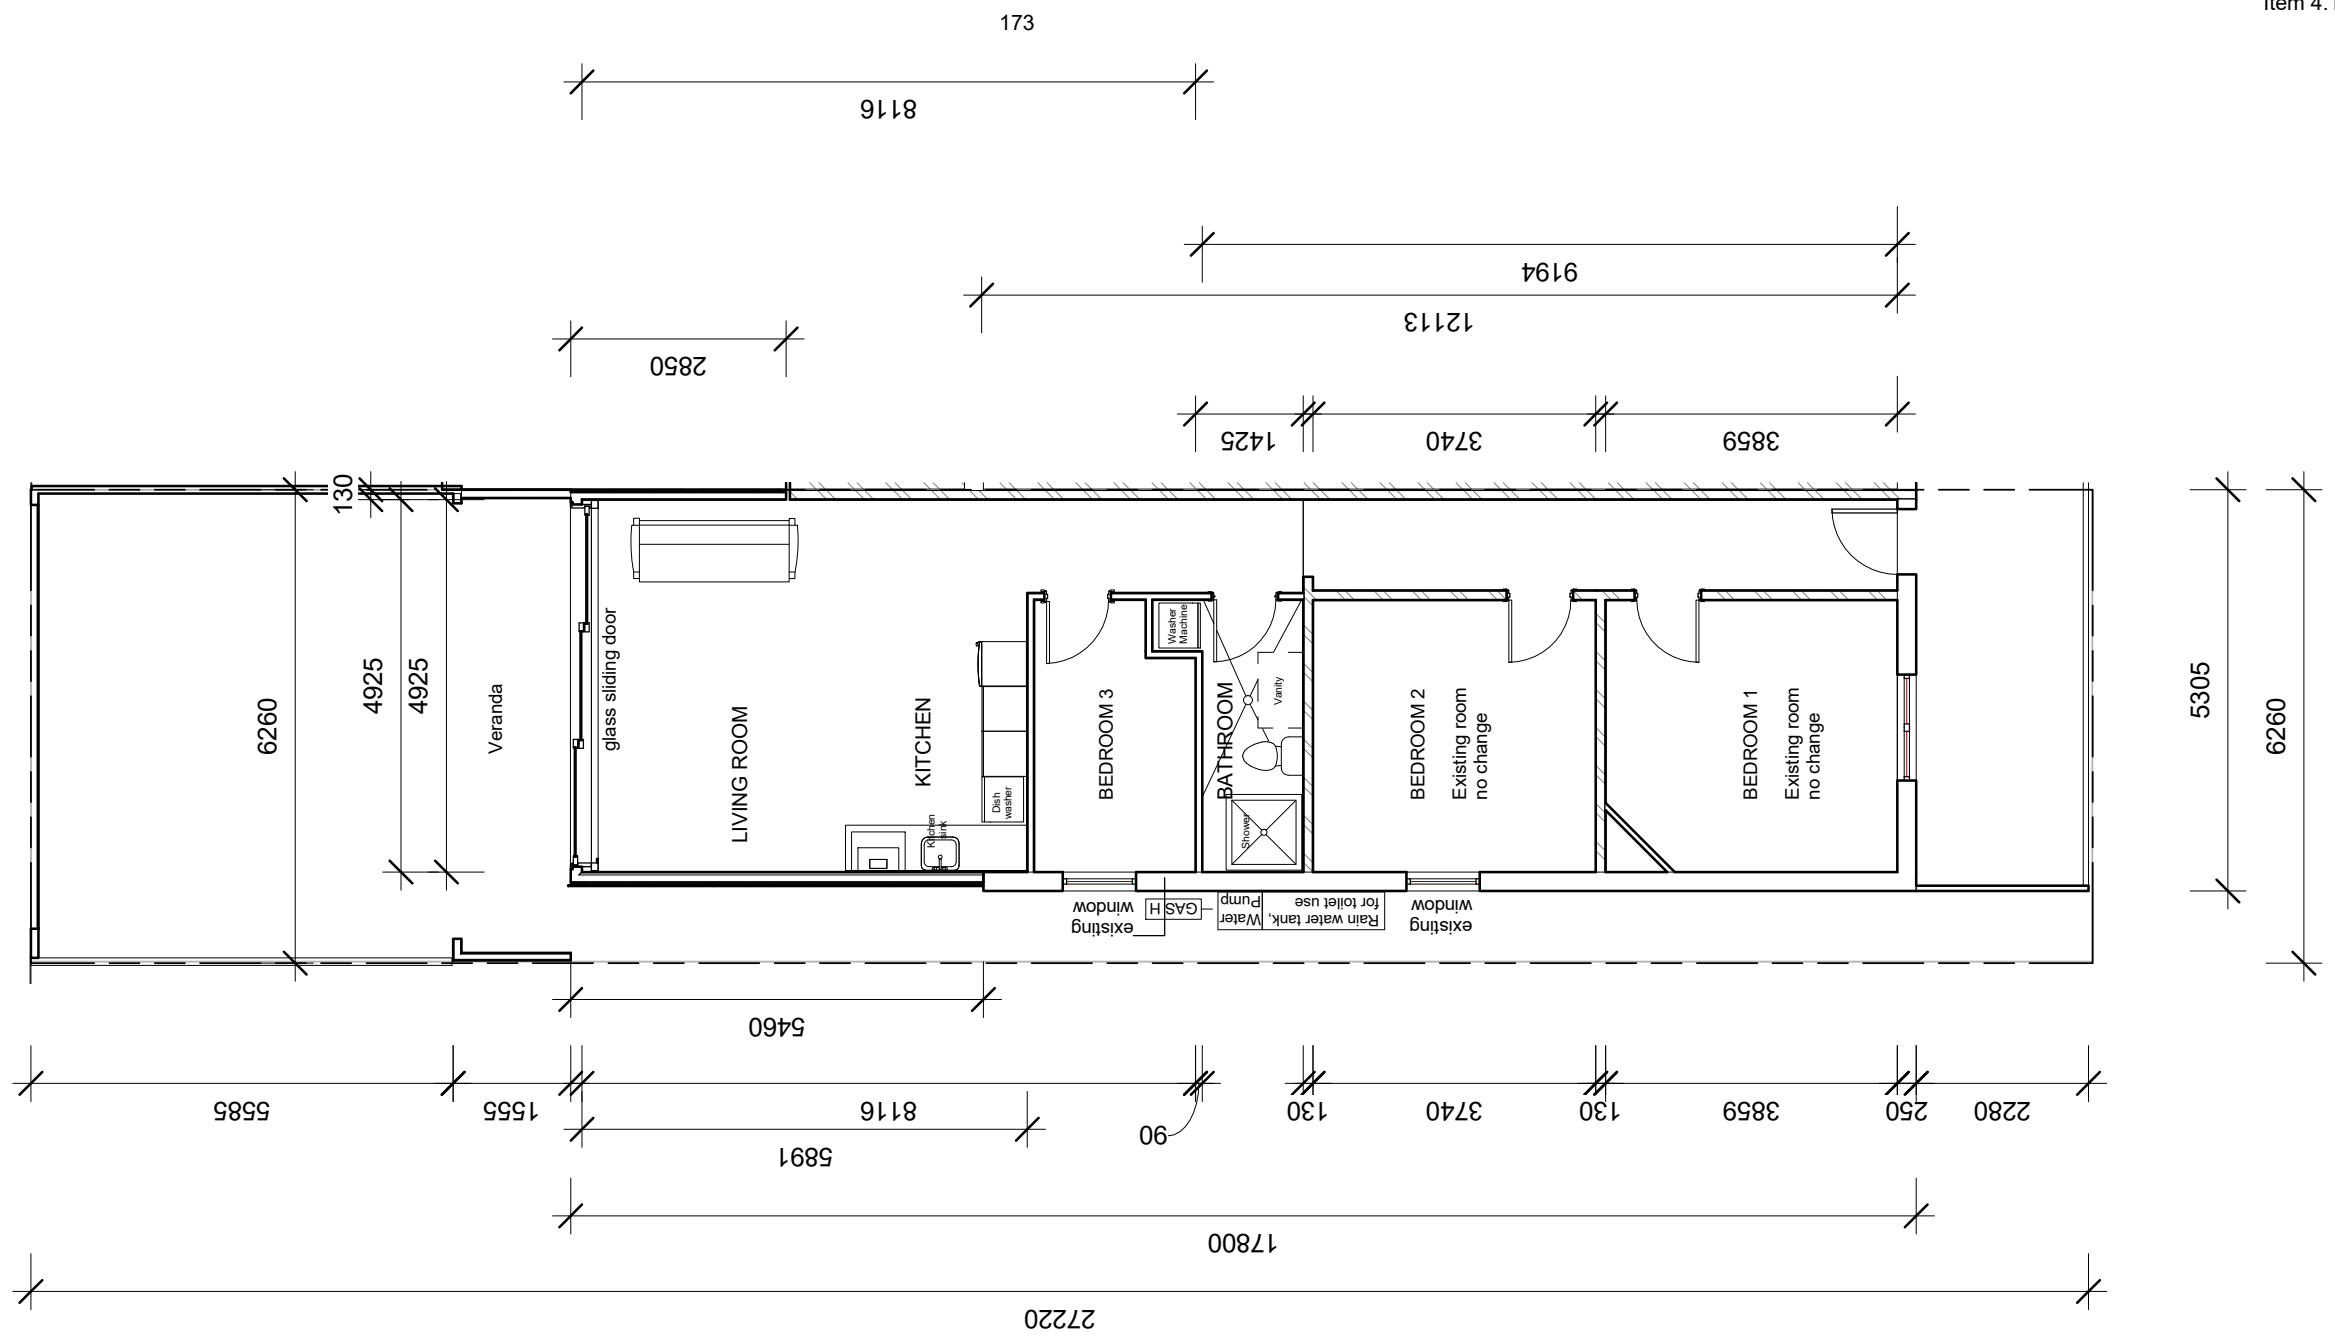 Item 4.1
173
8116
9194
12113
2850
1425
3740
3859
130
4925
4925
6260
5305
6260
Veranda
glass sliding door
LIVING ROOM
KITCHEN
Dish
washer
Kitchen
sink
BEDROOM 3
Washer
Machine
BATHROOM
Vanity
Shower
BEDROOM 2
Existing room
no change
BEDROOM 1
Existing room
no change
existing
window
GAS H
Water
Pump
Rain water tank,
for toilet use
existing
window
5460
5585
1555
8116
90
130
3740
130
3859
250
2280
5891
17800
27220